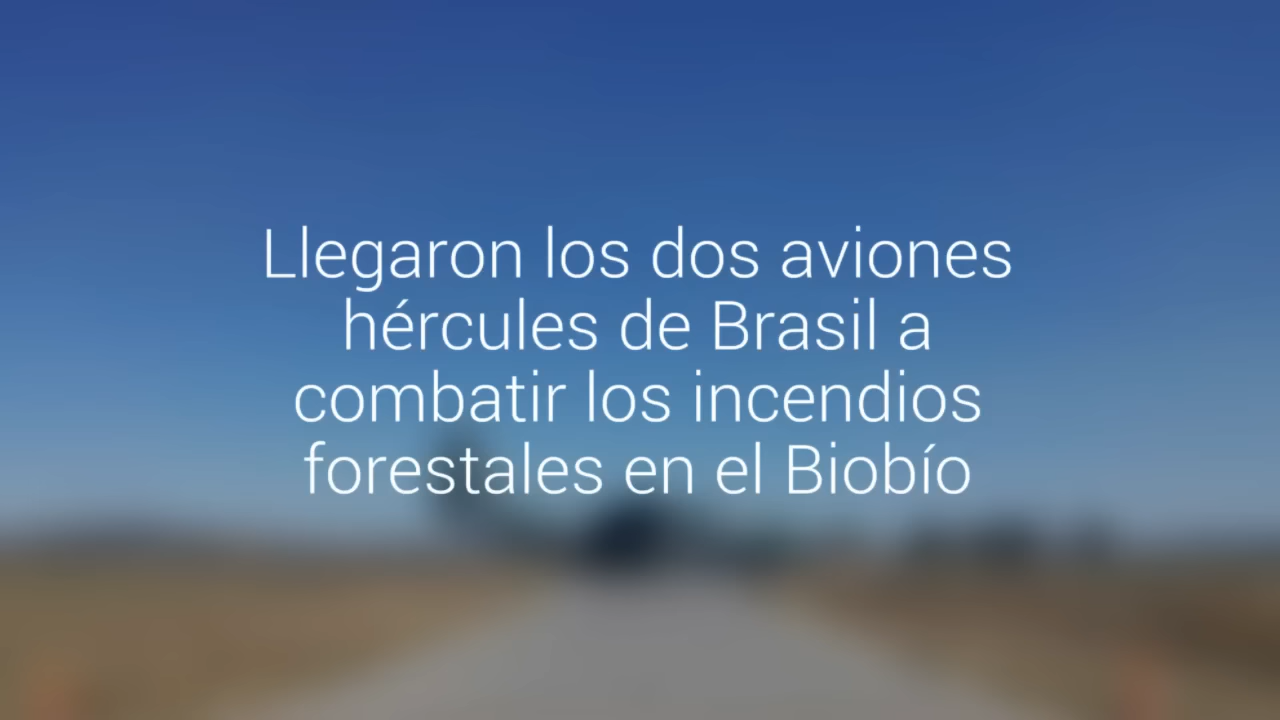 Llegaron los dos aviones
hércules de Brasil a
combatir los incendios
forestales en el Biobío